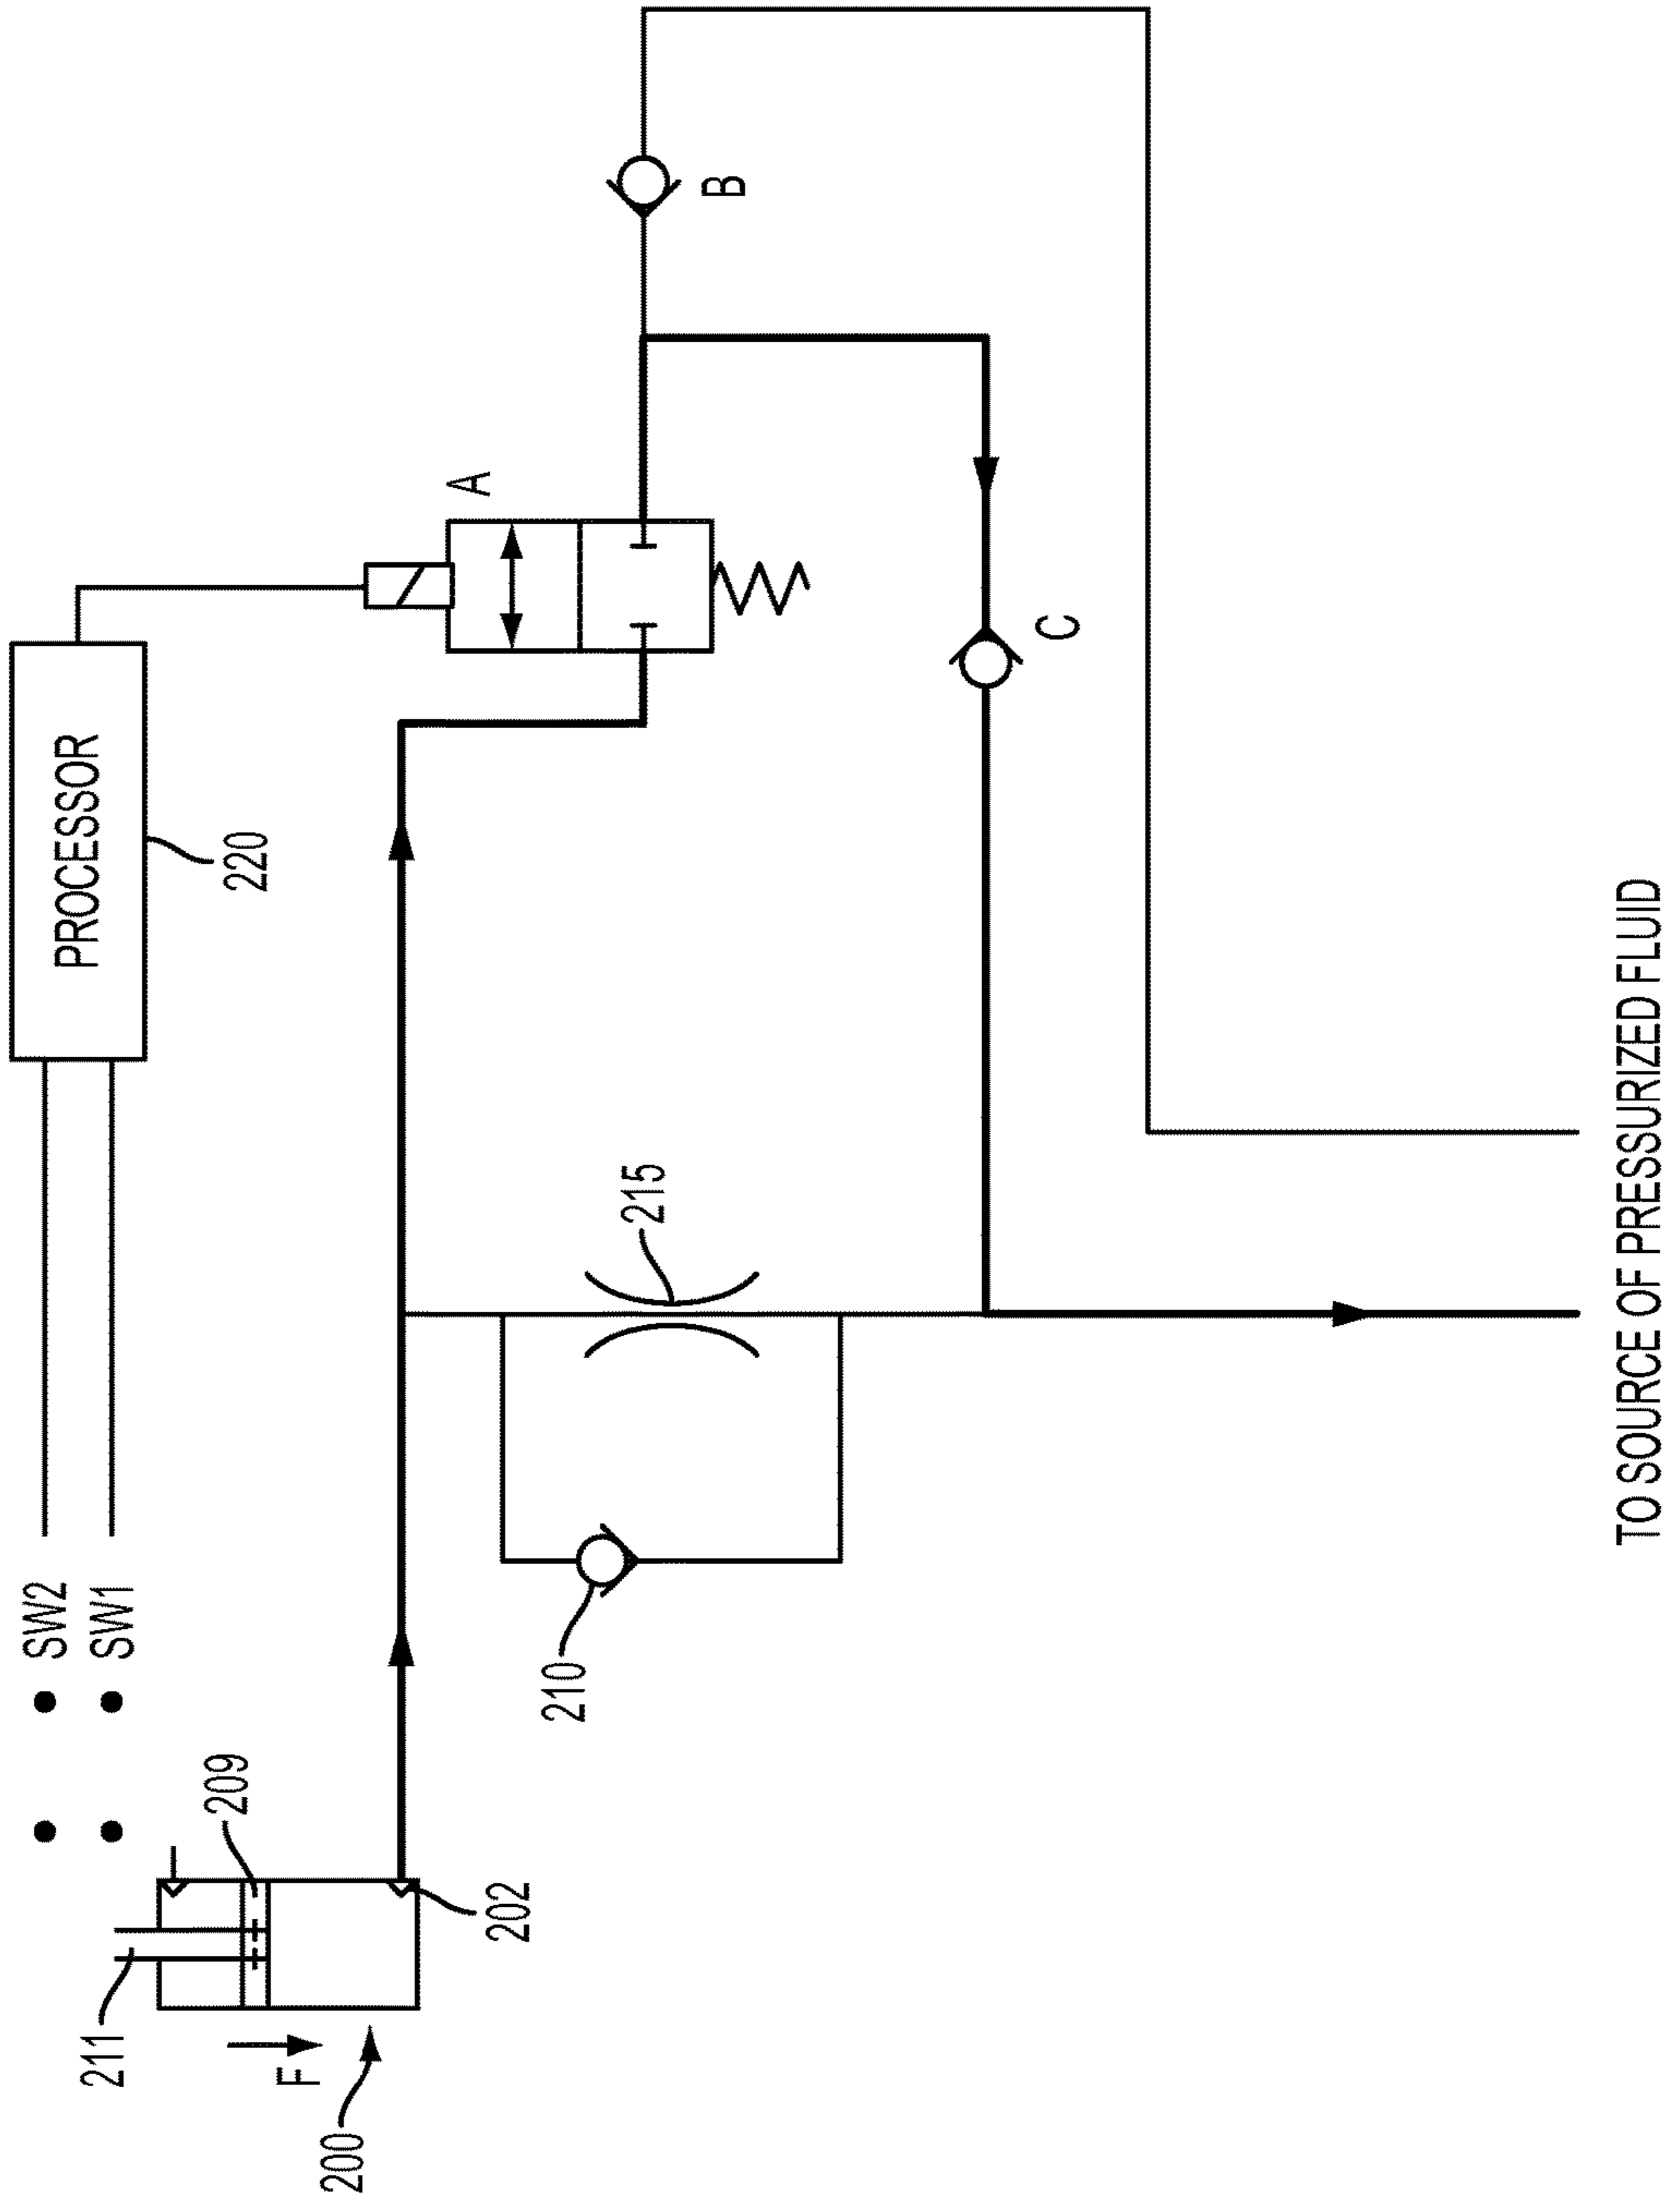 SW2
SW1
PROCESSOR
220
211
209
F
200
202
210
215
A
B
C
TO SOURCE OF PRESSURIZED FLUID